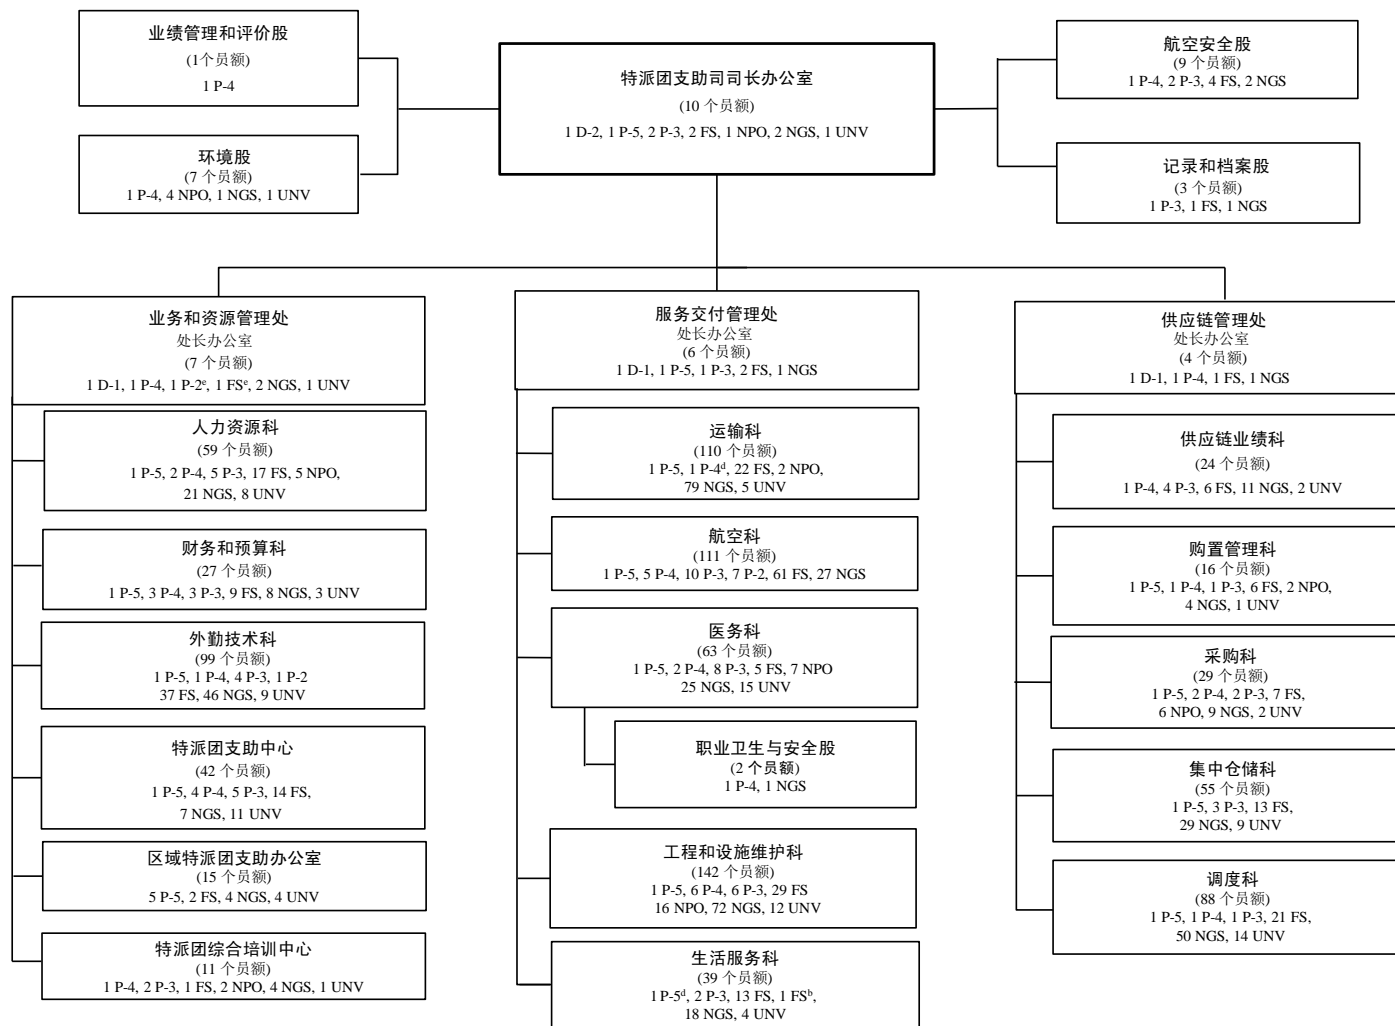 业绩管理和评价股
(1个员额)
1 P-4
环境股
(7 个员额)
1 P-4, 4 NPO, 1 NGS, 1 UNV
特派团支助司司长办公室
(10 个员额)
1 D-2, 1 P-5, 2 P-3, 2 FS, 1 NPO, 2 NGS, 1 UNV
航空安全股
(9 个员额)
1 P-4, 2 P-3, 4 FS, 2 NGS
记录和档案股
(3 个员额)
1 P-3, 1 FS, 1 NGS
业务和资源管理处
处长办公室
(7 个员额)
1 D-1, 1 P-4, 1 P-2ᵉ, 1 FSᵉ, 2 NGS, 1 UNV
人力资源科
(59 个员额)
1 P-5, 2 P-4, 5 P-3, 17 FS, 5 NPO,
21 NGS, 8 UNV
财务和预算科
(27 个员额)
1 P-5, 3 P-4, 3 P-3, 9 FS, 8 NGS, 3 UNV
外勤技术科
(99 个员额)
1 P-5, 1 P-4, 4 P-3, 1 P-2
37 FS, 46 NGS, 9 UNV
特派团支助中心
(42 个员额)
1 P-5, 4 P-4, 5 P-3, 14 FS,
7 NGS, 11 UNV
区域特派团支助办公室
(15 个员额)
5 P-5, 2 FS, 4 NGS, 4 UNV
特派团综合培训中心
(11 个员额)
1 P-4, 2 P-3, 1 FS, 2 NPO, 4 NGS, 1 UNV
服务交付管理处
处长办公室
(6 个员额)
1 D-1, 1 P-5, 1 P-3, 2 FS, 1 NGS
运输科
(110 个员额)
1 P-5, 1 P-4ᵈ, 22 FS, 2 NPO,
79 NGS, 5 UNV
航空科
(111 个员额)
1 P-5, 5 P-4, 10 P-3, 7 P-2, 61 FS, 27 NGS
医务科
(63 个员额)
1 P-5, 2 P-4, 8 P-3, 5 FS, 7 NPO
25 NGS, 15 UNV
职业卫生与安全股
(2 个员额)
1 P-4, 1 NGS
工程和设施维护科
(142 个员额)
1 P-5, 6 P-4, 6 P-3, 29 FS
16 NPO, 72 NGS, 12 UNV
生活服务科
(39 个员额)
1 P-5ᵈ, 2 P-3, 13 FS, 1 FSᵇ,
18 NGS, 4 UNV
供应链管理处
处长办公室
(4 个员额)
1 D-1, 1 P-4, 1 FS, 1 NGS
供应链业绩科
(24 个员额)
1 P-4, 4 P-3, 6 FS, 11 NGS, 2 UNV
购置管理科
(16 个员额)
1 P-5, 1 P-4, 1 P-3, 6 FS, 2 NPO,
4 NGS, 1 UNV
采购科
(29 个员额)
1 P-5, 2 P-4, 2 P-3, 7 FS,
6 NPO, 9 NGS, 2 UNV
集中仓储科
(55 个员额)
1 P-5, 3 P-3, 13 FS,
29 NGS, 9 UNV
调度科
(88 个员额)
1 P-5, 1 P-4, 1 P-3, 21 FS,
50 NGS, 14 UNV